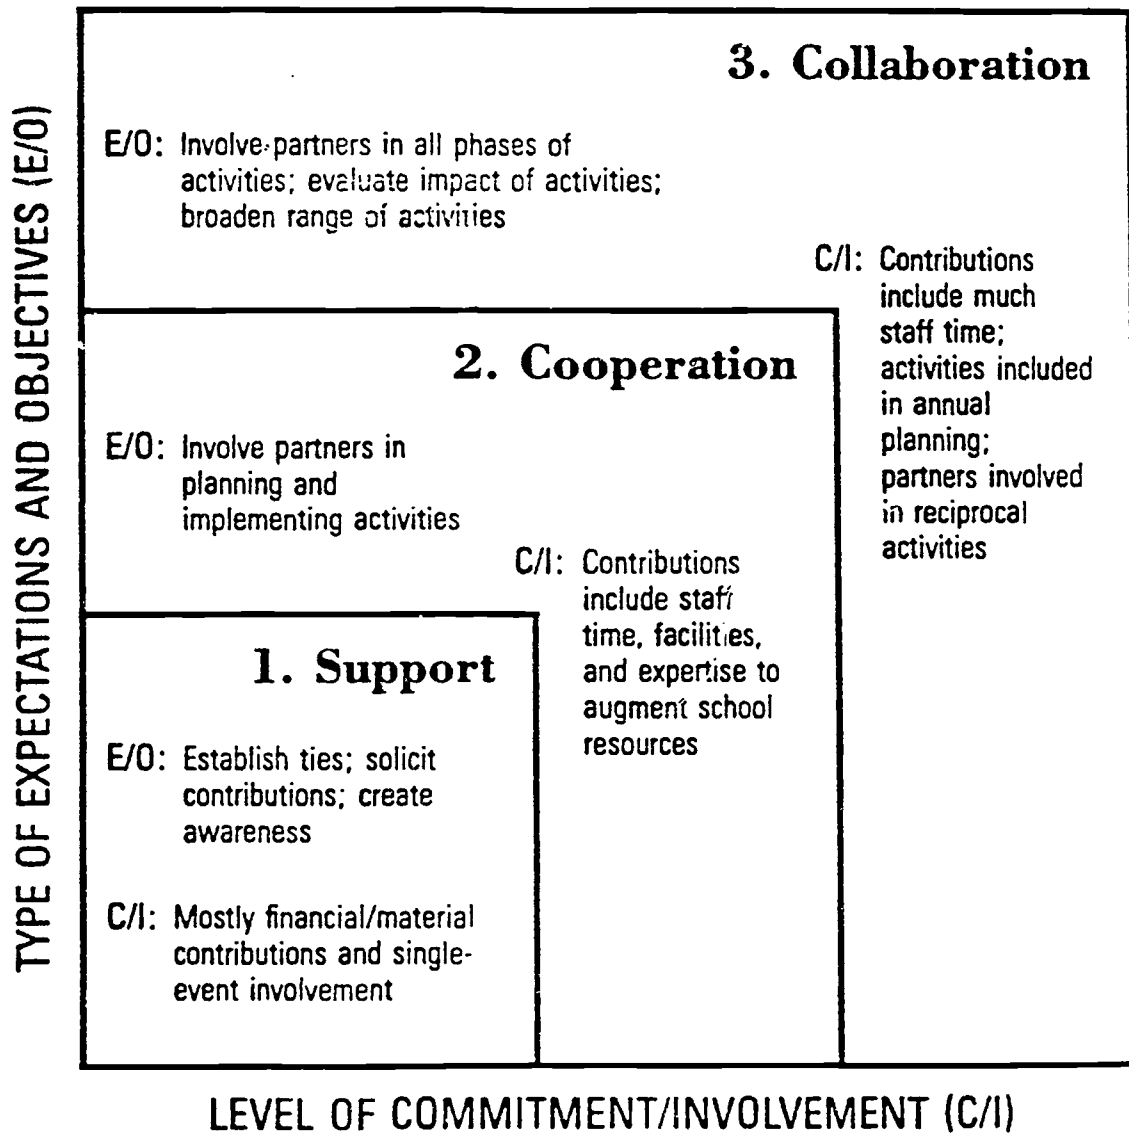 TYPE OF EXPECTATIONS AND OBJECTIVES (E/O)
3. Collaboration
E/O: Involve partners in all phases of
activities; evaluate impact of activities;
broaden range of activities
C/I: Contributions
include much
staff time;
activities included
in annual
planning;
partners involved
in reciprocal
activities
2. Cooperation
E/O: Involve partners in
planning and
implementing activities
C/I: Contributions
include staff
time, facilities,
and expertise to
augment school
resources
1. Support
E/O: Establish ties; solicit
contributions; create
awareness
C/I: Mostly financial/material
contributions and single-
event involvement
LEVEL OF COMMITMENT/INVOLVEMENT (C/I)